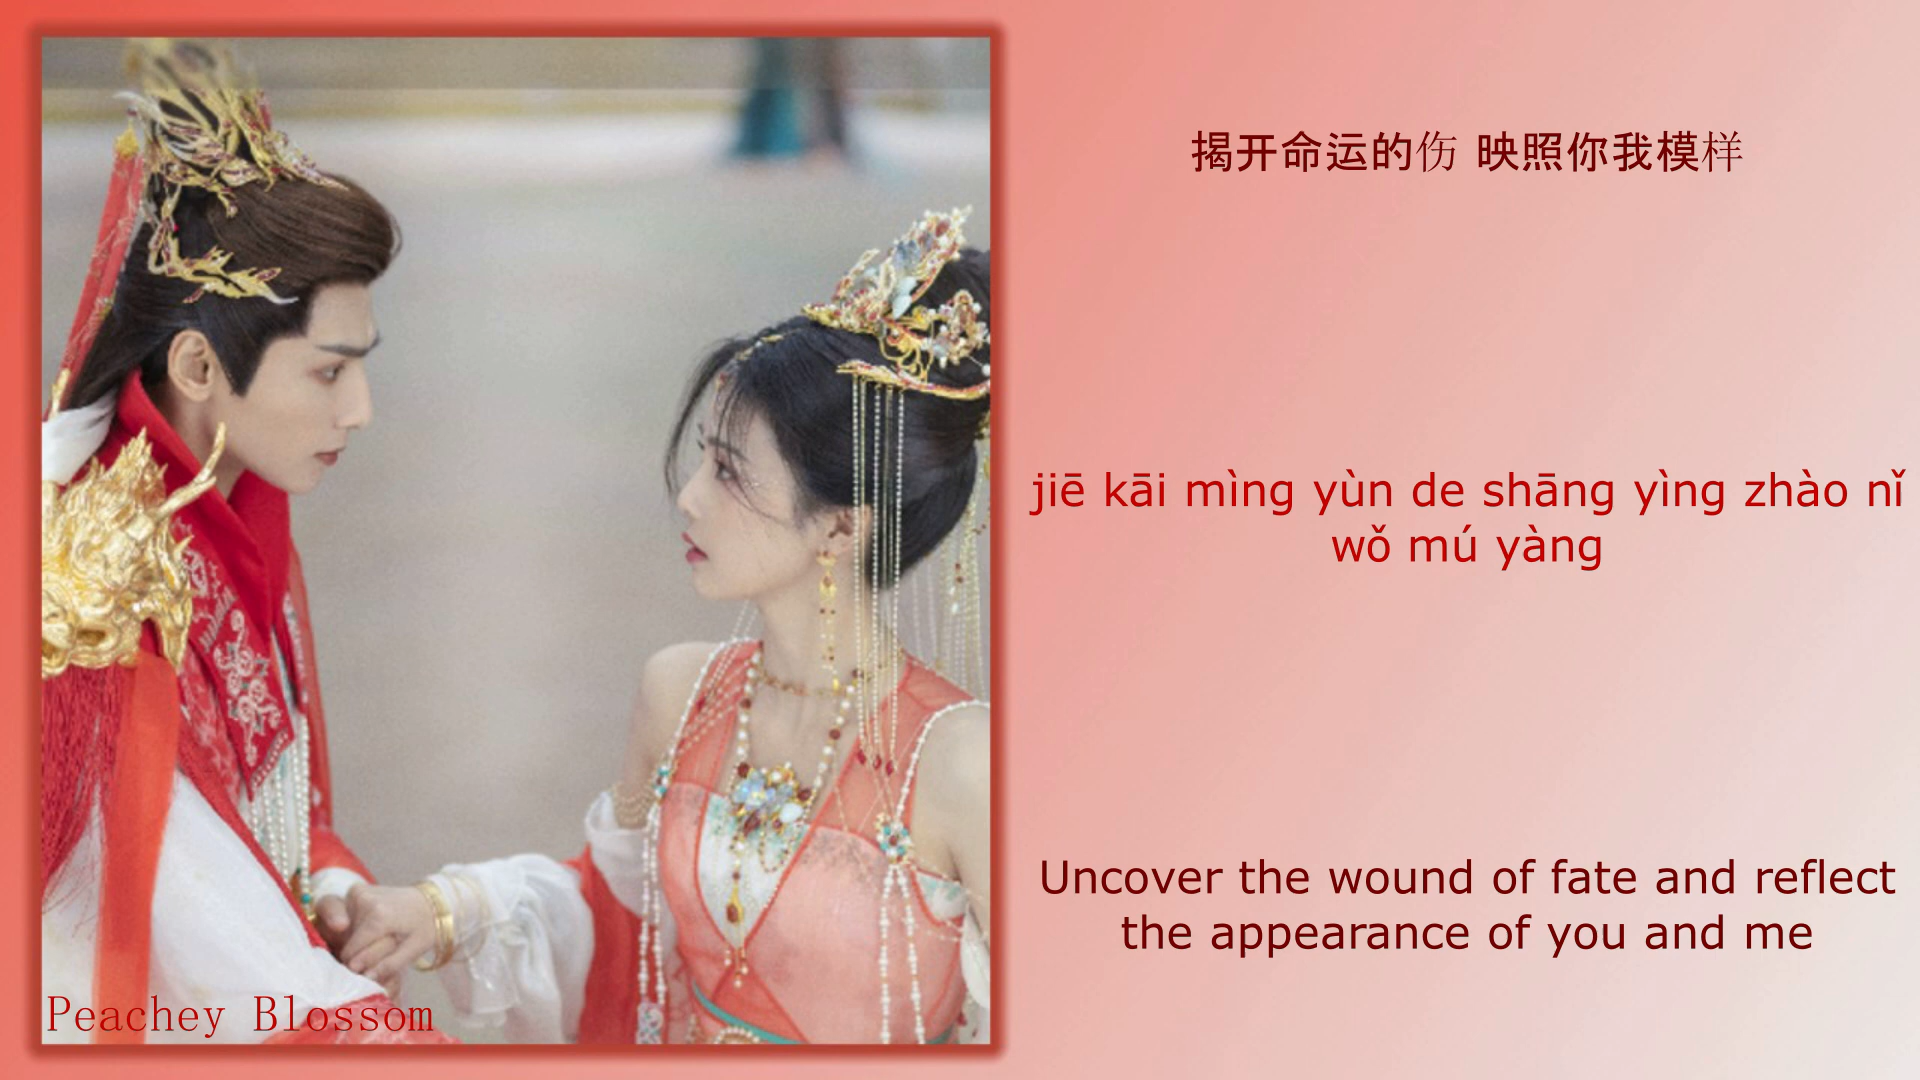 揭开命运的伤 映照你我模样
jiē kāi mìng yùn de shāng yìng zhào nǐ
wǒ mú yàng
Uncover the wound of fate and reflect
the appearance of you and me
Peachey Blossom